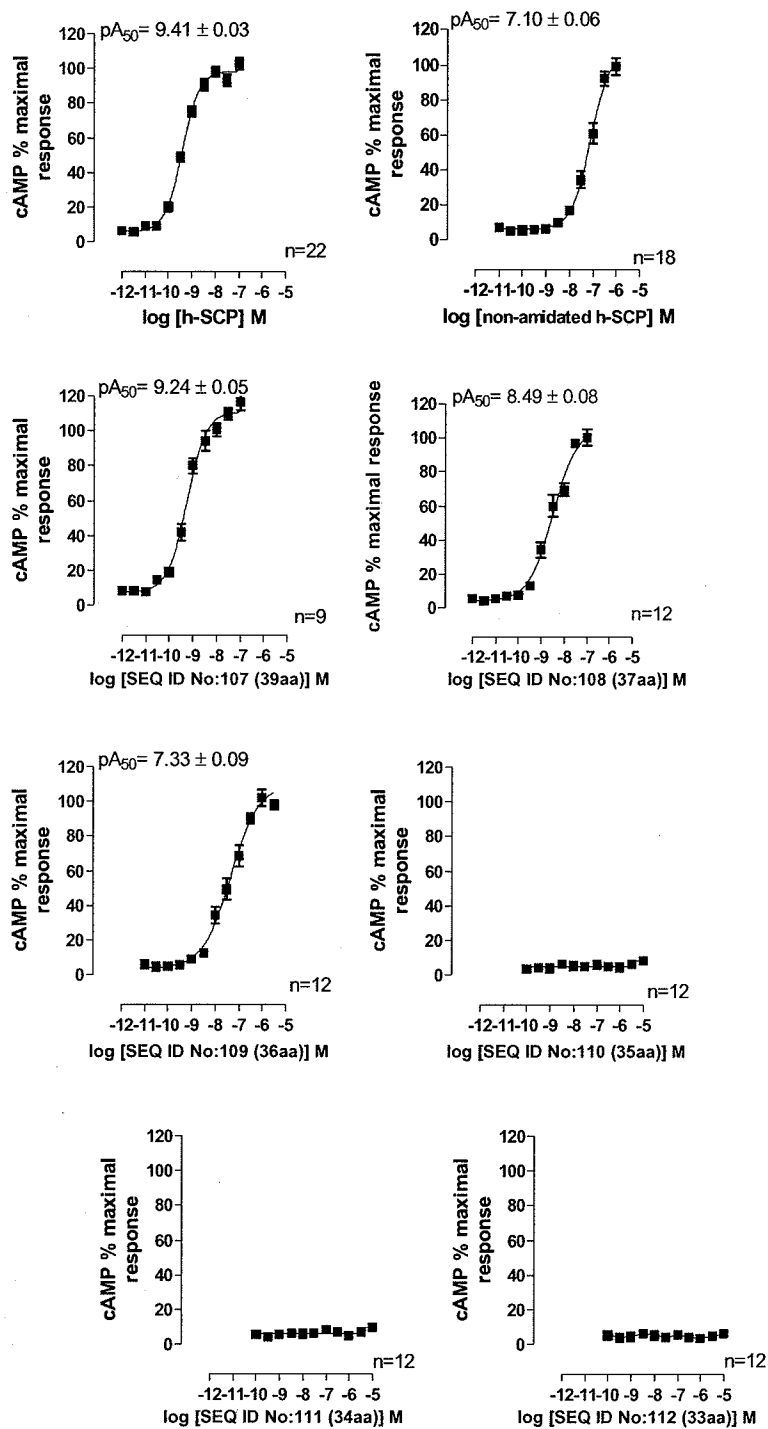 pA50= 9.41 ± 0.03
cAMP % maximal
response
120
100
80
60
40
20
0
n=22
-12-11-10 -9 -8 -7 -6 -5
log [h-SCP] M
pA50= 7.10 ± 0.06
cAMP % maximal
response
120
100
80
60
40
20
0
n=18
-12-11-10 -9 -8 -7 -6 -5
log [non-amidated h-SCP] M
pA50= 9.24 ± 0.05
cAMP % maximal
response
120
100
80
60
40
20
0
n=9
-12-11-10 -9 -8 -7 -6 -5
log [SEQ ID No:107 (39aa)] M
pA50= 8.49 ± 0.08
cAMP % maximal response
120
100
80
60
40
20
0
n=12
-12-11-10 -9 -8 -7 -6 -5
log [SEQ ID No:108 (37aa)] M
pA50= 7.33 ± 0.09
cAMP % maximal
response
120
100
80
60
40
20
0
n=12
-12-11-10 -9 -8 -7 -6 -5
log [SEQ ID No:109 (36aa)] M
cAMP % maximal
response
120
100
80
60
40
20
0
n=12
-12-11-10 -9 -8 -7 -6 -5
log [SEQ ID No:110 (35aa)] M
cAMP % maximal
response
120
100
80
60
40
20
0
n=12
-12-11-10 -9 -8 -7 -6 -5
log [SEQ ID No:111 (34aa)] M
cAMP % maximal
response
120
100
80
60
40
20
0
n=12
-12-11-10 -9 -8 -7 -6 -5
log [SEQ ID No:112 (33aa)] M